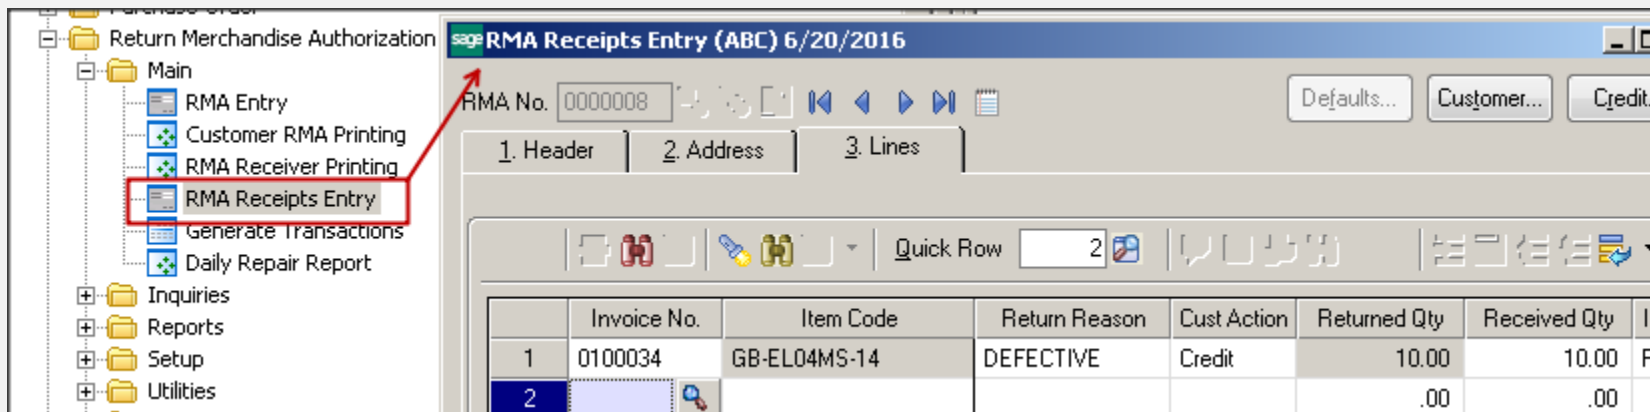 Purchase Order
Return Merchandise Authorization
Main
RMA Entry
Customer RMA Printing
RMA Receiver Printing
RMA Receipts Entry
Generate Transactions
Daily Repair Report
Inquiries
Reports
Setup
Utilities
sage RMA Receipts Entry (ABC) 6/20/2016
RMA No. 0000008
Defaults... Customer... Credit
1. Header 2. Address 3. Lines
Quick Row 2
Invoice No. Item Code Return Reason Cust Action Returned Qty Received Qty
1 0100034 GB-EL04MS-14 DEFECTIVE Credit 10.00 10.00
2 .00 .00